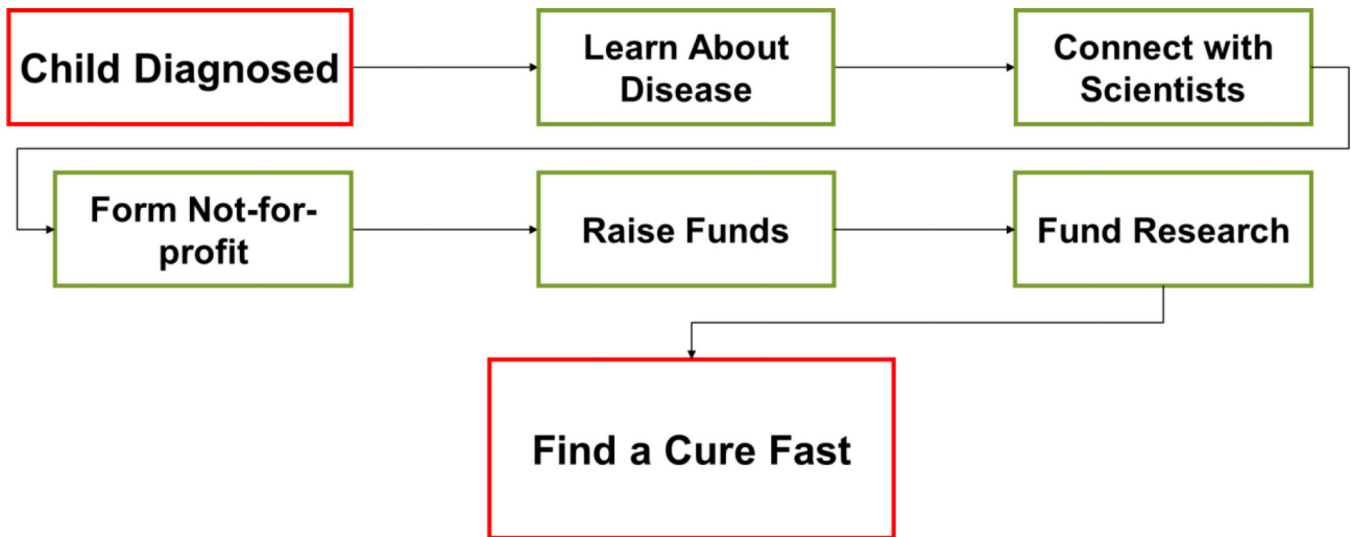 Child Diagnosed
Learn About
Disease
Connect with
Scientists
Form Not-for-
profit
Raise Funds
Fund Research
Find a Cure Fast